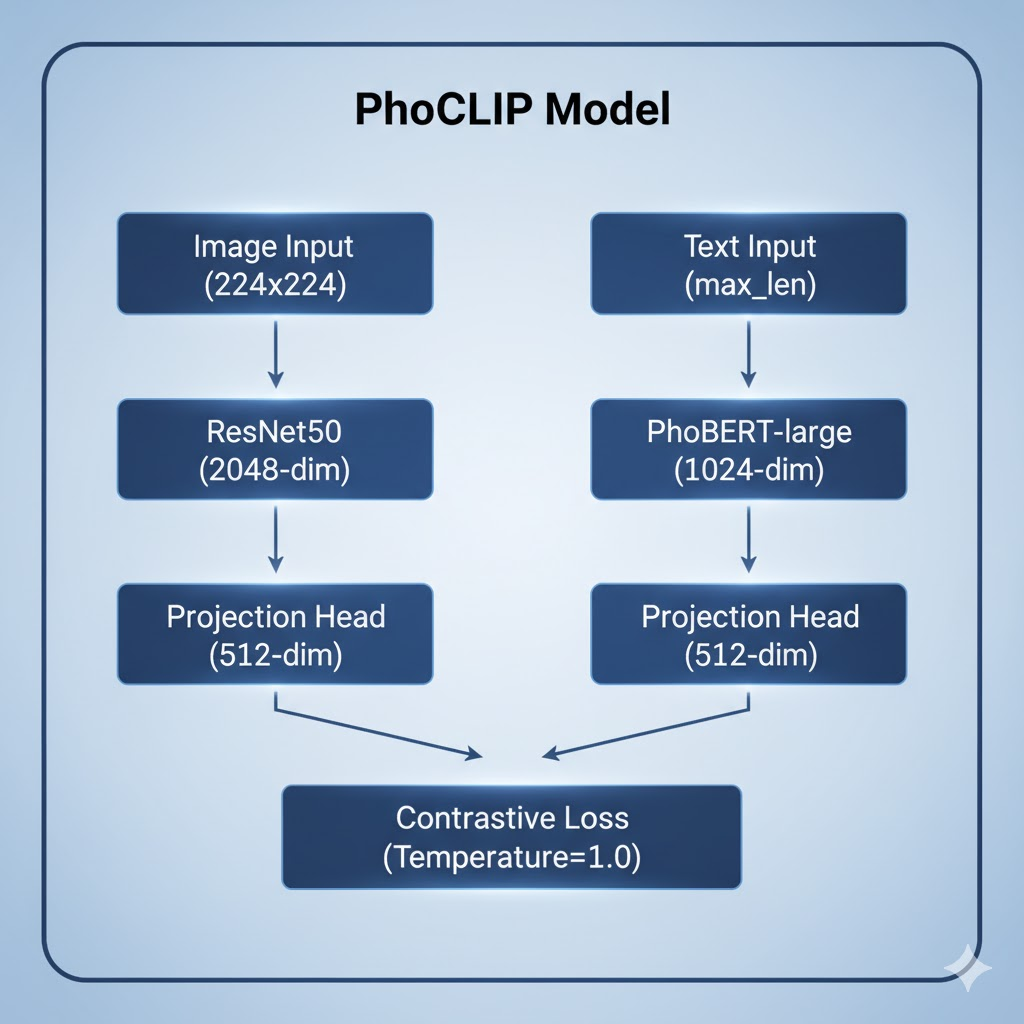 PhoCLIP Model
Image Input
(224x224)
Text Input
(max_len)
ResNet50
(2048-dim)
PhoBERT-large
(1024-dim)
Projection Head
(512-dim)
Projection Head
(512-dim)
Contrastive Loss
(Temperature=1.0)